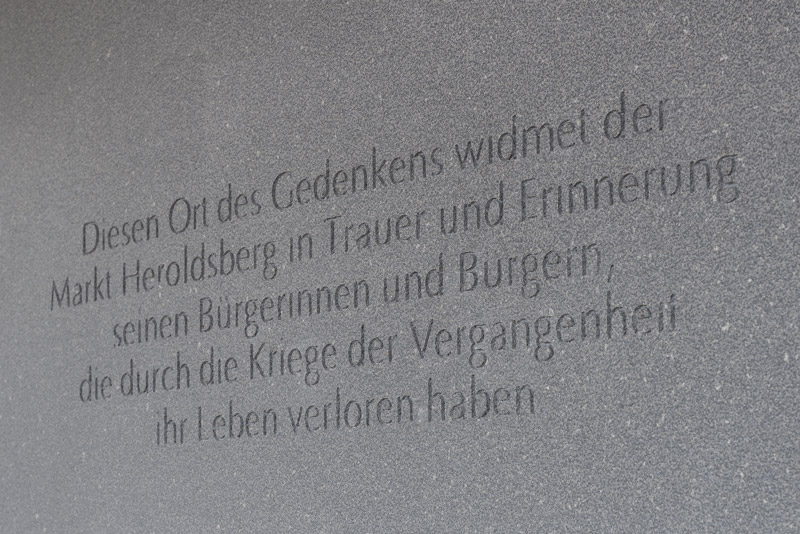 Diesen Ort des Gedenkens widmet der
Markt Heroldsberg in Trauer und Erinnerung
seinen Bürgerinnen und Bürgern,
die durch die Kriege der Vergangenheit
ihr Leben verloren haben